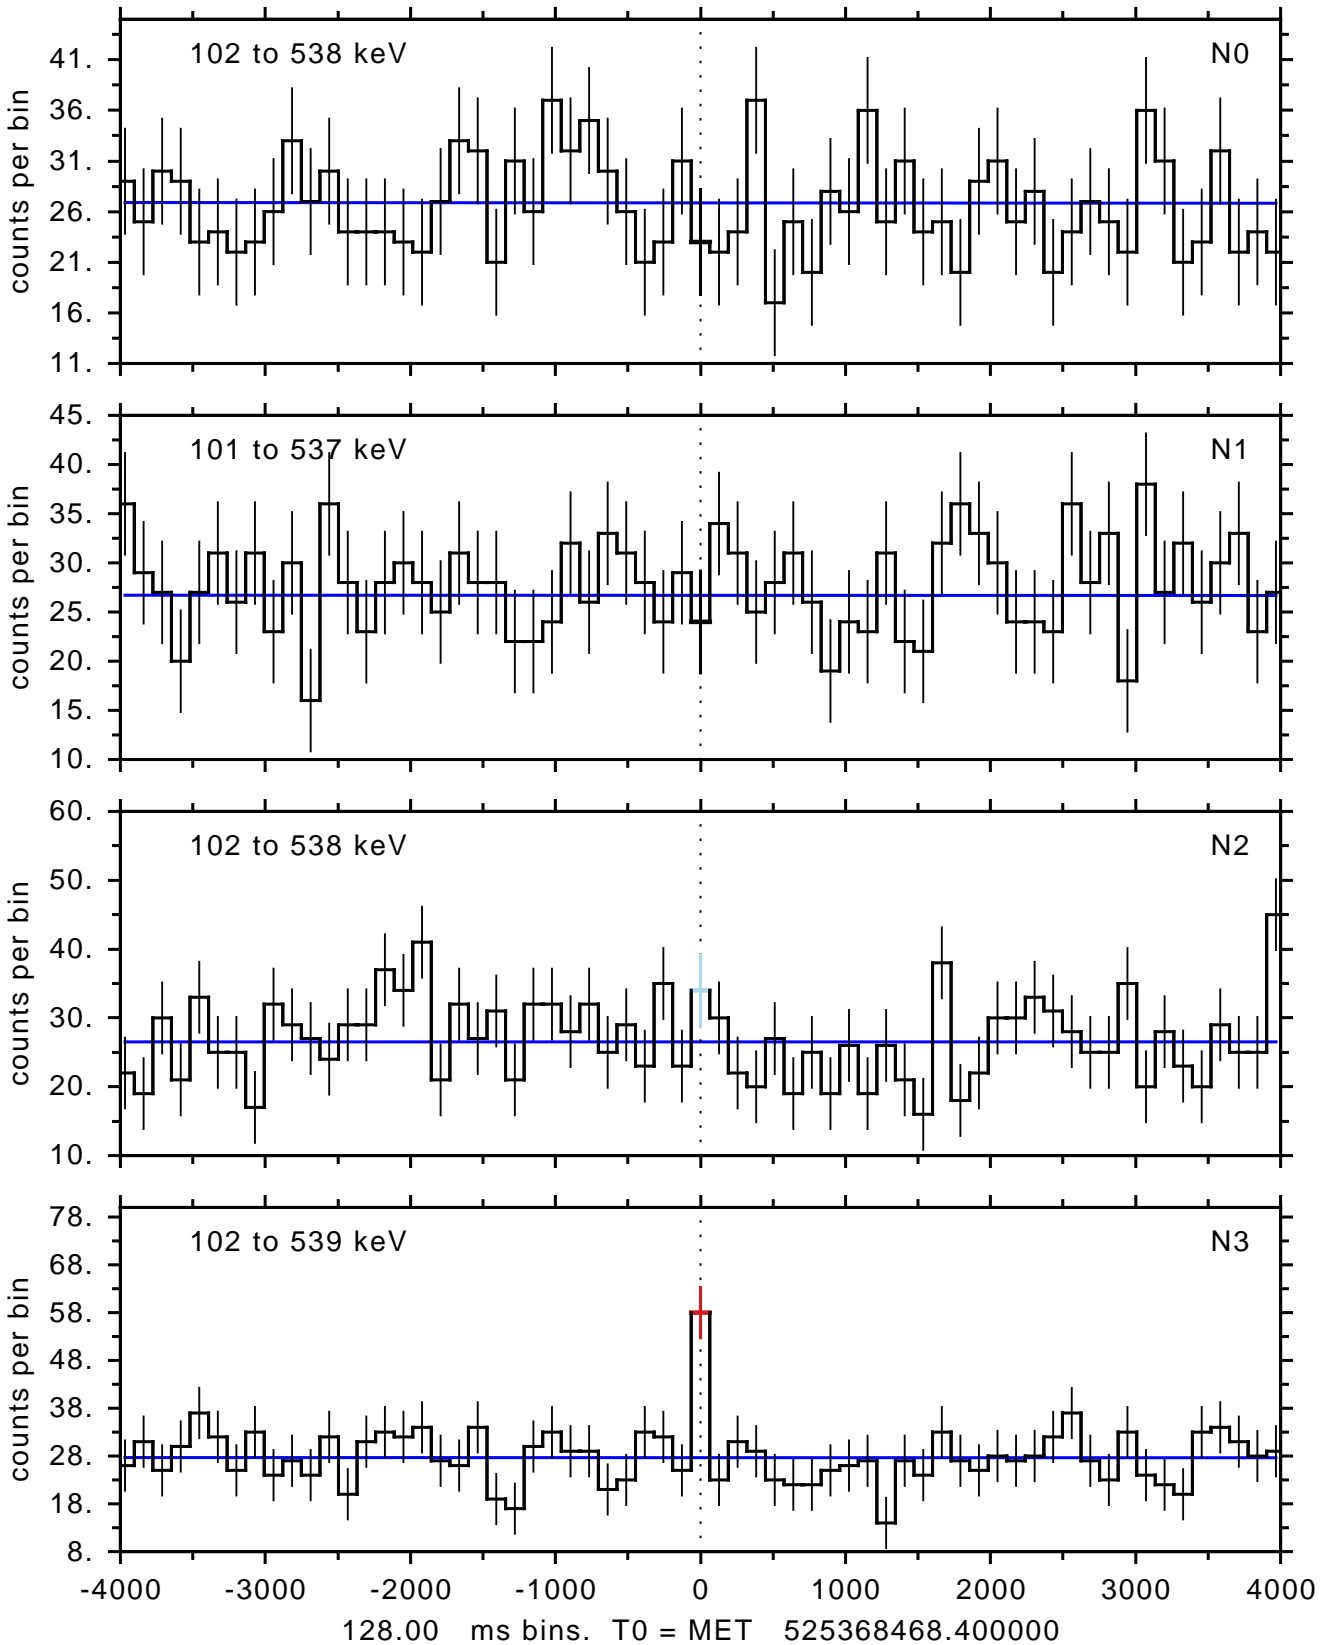 102 to 538 keV N0
41.
36.
31.
26.
21.
16.
11.
counts per bin
101 to 537 keV N1
45.
40.
35.
30.
25.
20.
15.
10.
counts per bin
102 to 538 keV N2
60.
50.
40.
30.
20.
10.
counts per bin
102 to 539 keV N3
78.
68.
58.
48.
38.
28.
18.
8.
counts per bin
-4000 -3000 -2000 -1000 0 1000 2000 3000 4000
128.00 ms bins. T0 = MET 525368468.400000